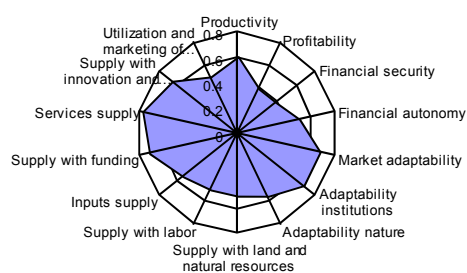 Productivity
Profitability
Financial security
Financial autonomy
Market adaptability
Adaptability
institutions
Adaptability nature
Supply with land and
natural resources
Supply with labor
Inputs supply
Supply with funding
Services supply
Supply with
innovation and...
Utilization and
marketing of...
0.8
0.6
0.4
0.2
0